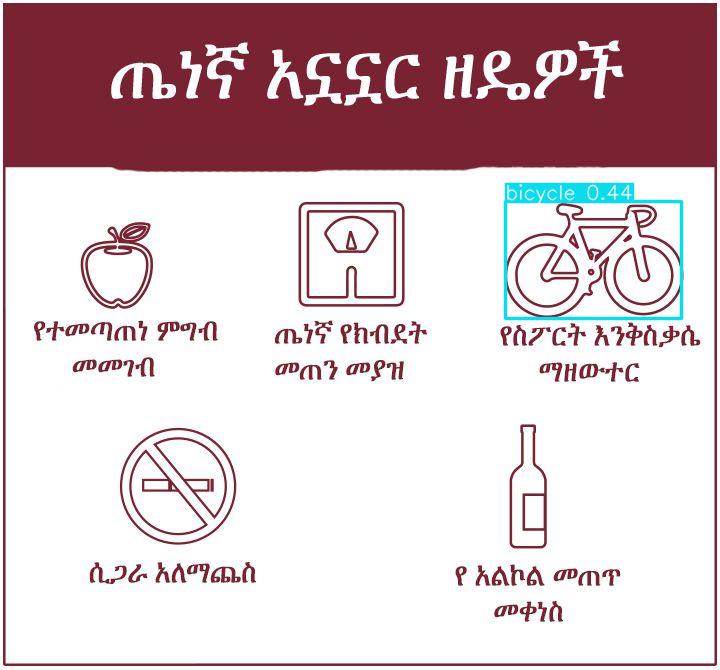 ጤነኛ አኗኗር ዘዴዎች
bicycle 0.44
የተመጣጠነ ምግብ
መመገብ
ጤነኛ የክብደት
መጠን መያዝ
የስፖርት እንቅስቃሴ
ማዘውተር
ሲጋራ አለማጨስ
የ አልኮል መጠጥ
መቀነስ